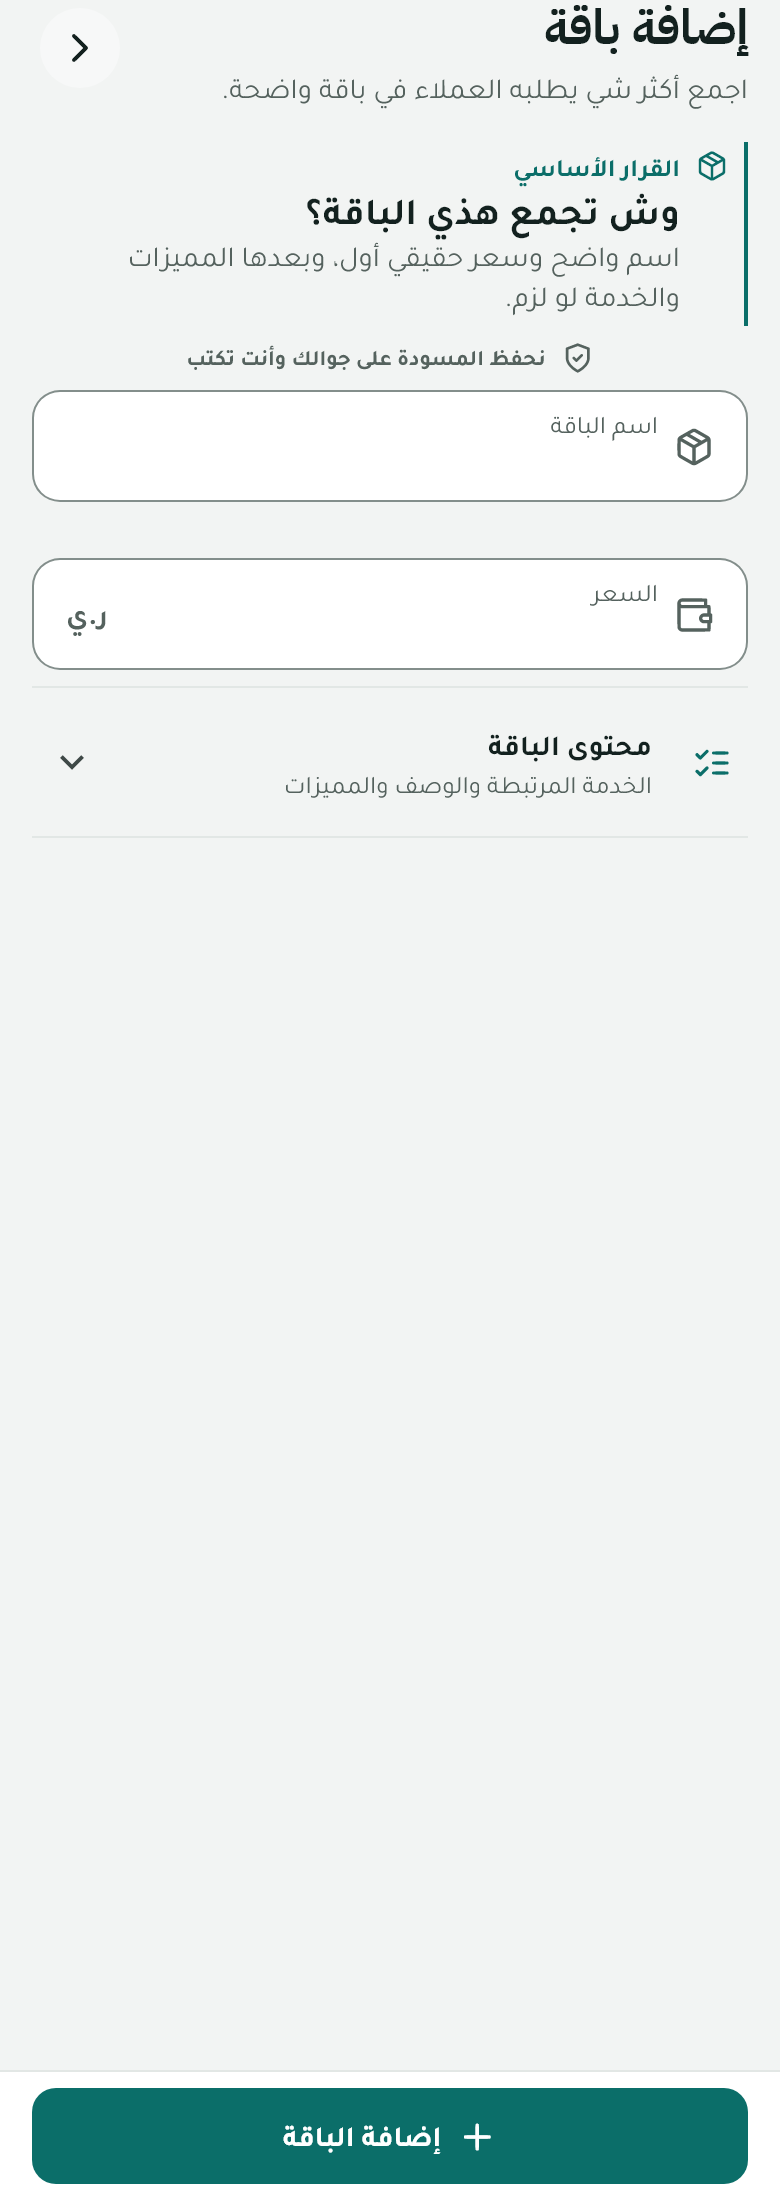 إضافة باقة
اجمع أكثر شي يطلبه العملاء في باقة واضحة.
القرار الأساسي
وش تجمع هذي الباقة؟
اسم واضح وسعر حقيقي أول، وبعدها المميزات
والخدمة لو لزم.
نحفظ المسودة على جوالك وأنت تكتب
اسم الباقة
السعر
ر.ي
محتوى الباقة
الخدمة المرتبطة والوصف والمميزات
إضافة الباقة